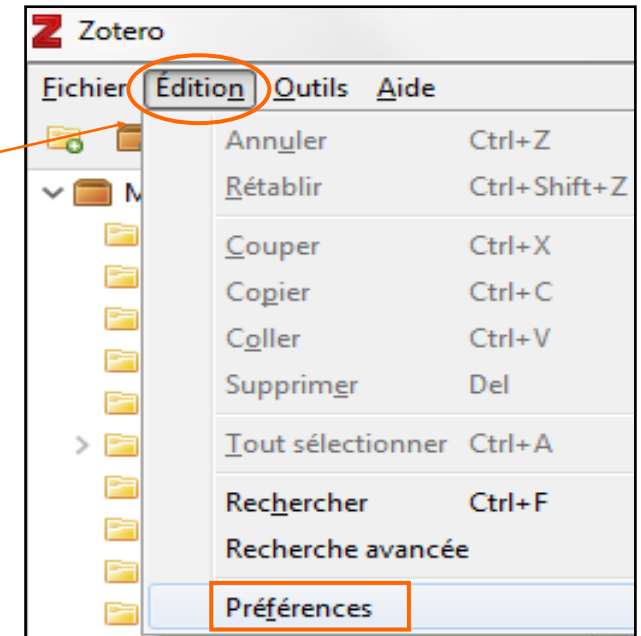 Zotero
Fichier Édition Outils Aide
Annuler Ctrl+Z
Rétablir Ctrl+Shift+Z
Couper Ctrl+X
Copier Ctrl+C
Coller Ctrl+V
Supprimer Del
Tout sélectionner Ctrl+A
Rechercher Ctrl+F
Recherche avancée
Préférences